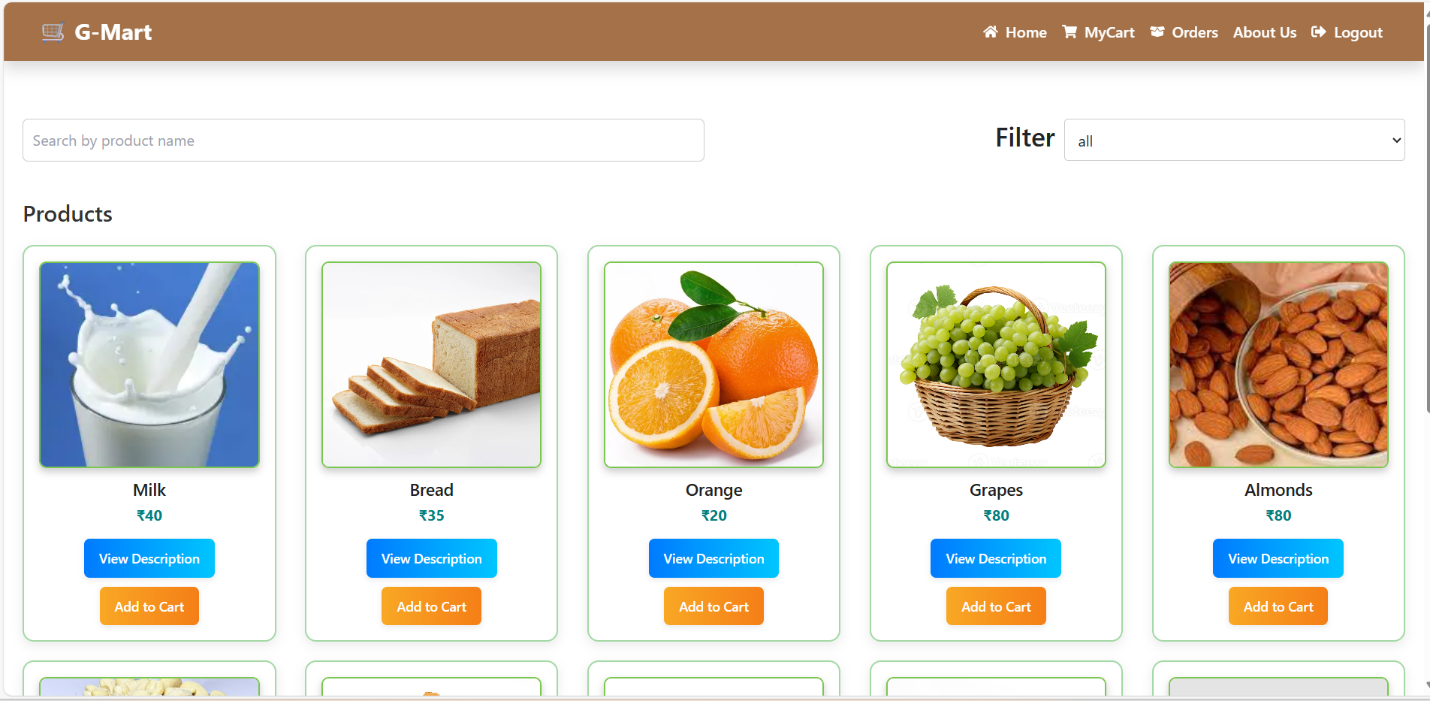 G-Mart
Home MyCart Orders About Us Logout
Search by product name
Filter all
Products
Milk Bread Orange Grapes Almonds
₹40 ₹35 ₹20 ₹80 ₹80
View Description View Description View Description View Description View Description
Add to Cart Add to Cart Add to Cart Add to Cart Add to Cart